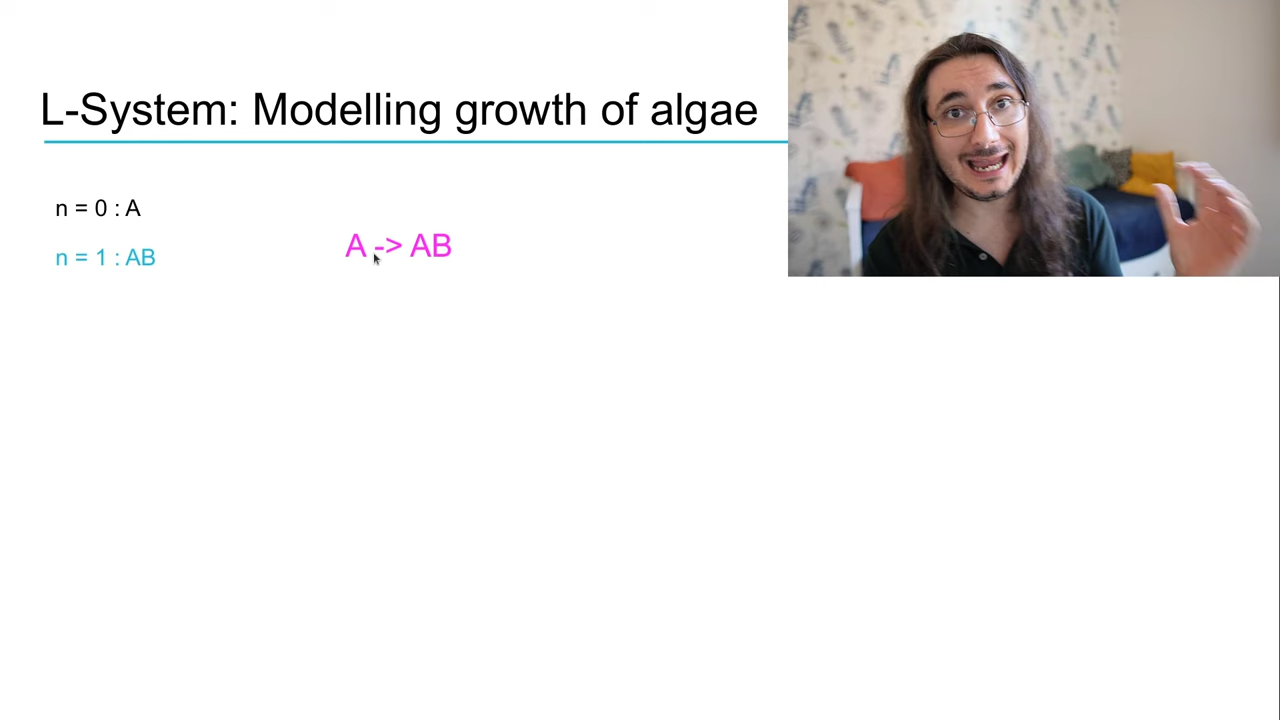 L-System: Modelling growth of algae
n = 0 : A
n = 1 : AB
A -> AB